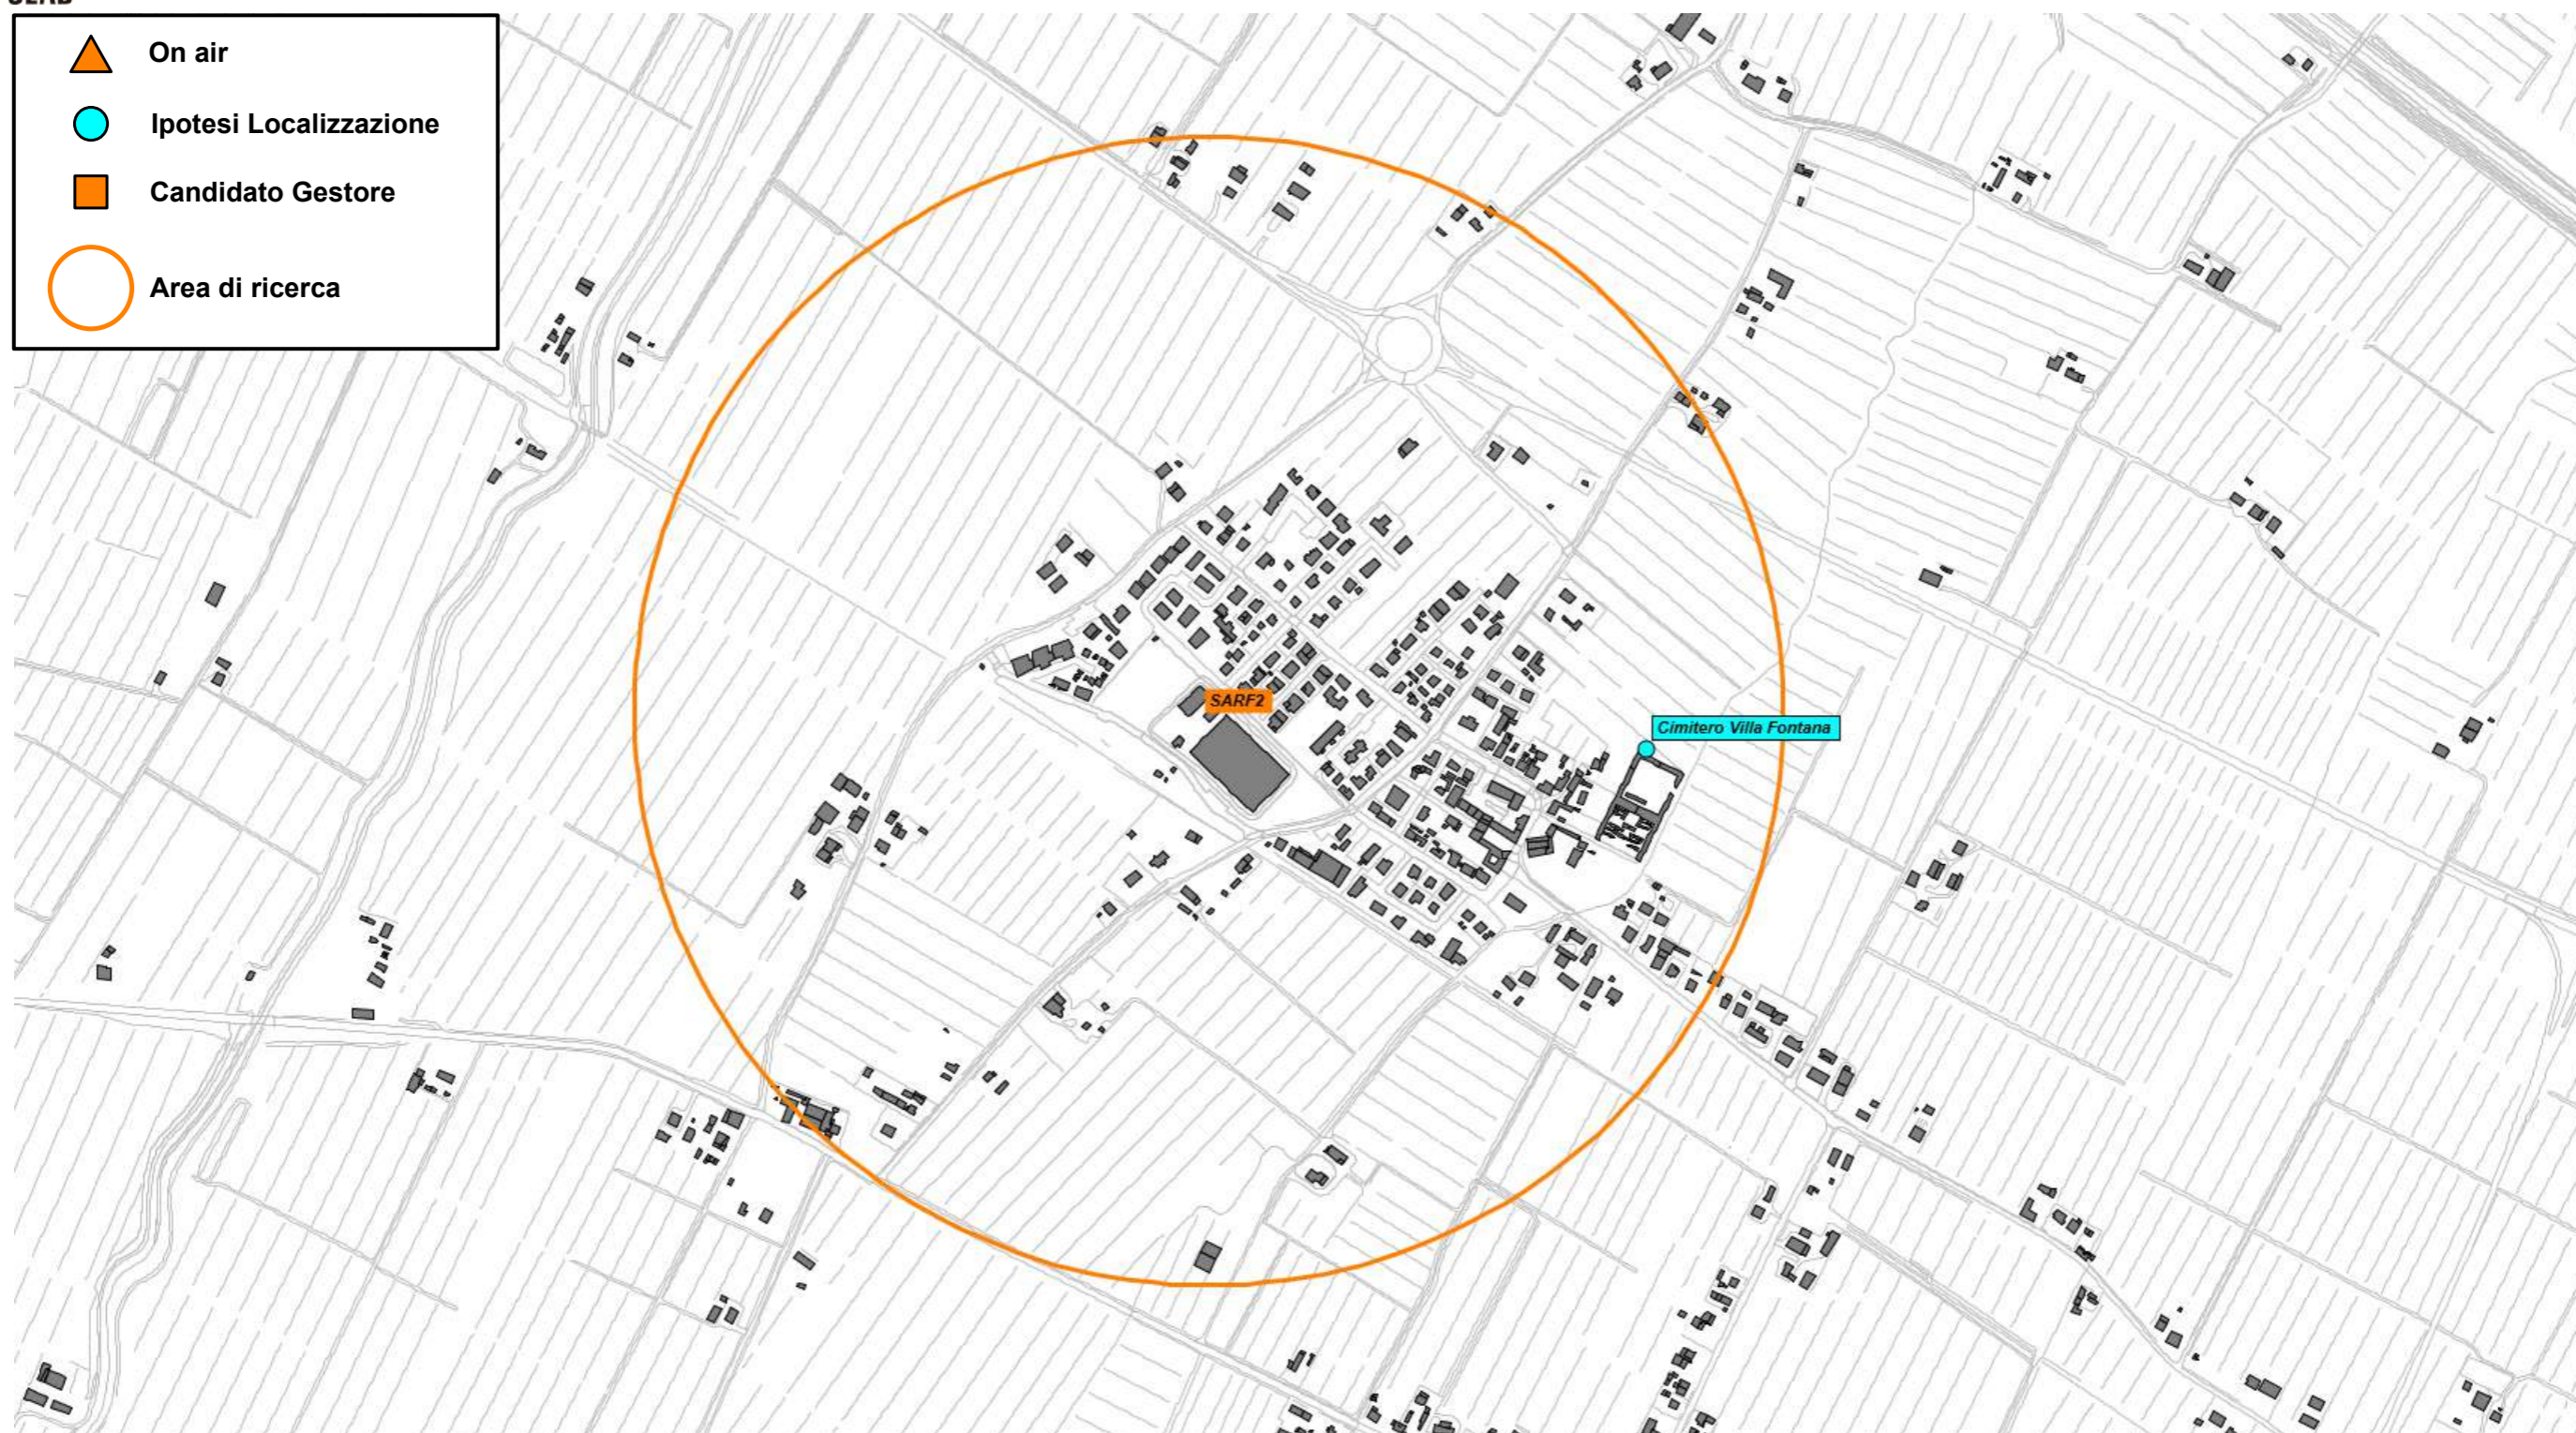 On air
Ipotesi Localizzazione
Candidato Gestore
Area di ricerca
SARF2
Cimitero Villa Fontana